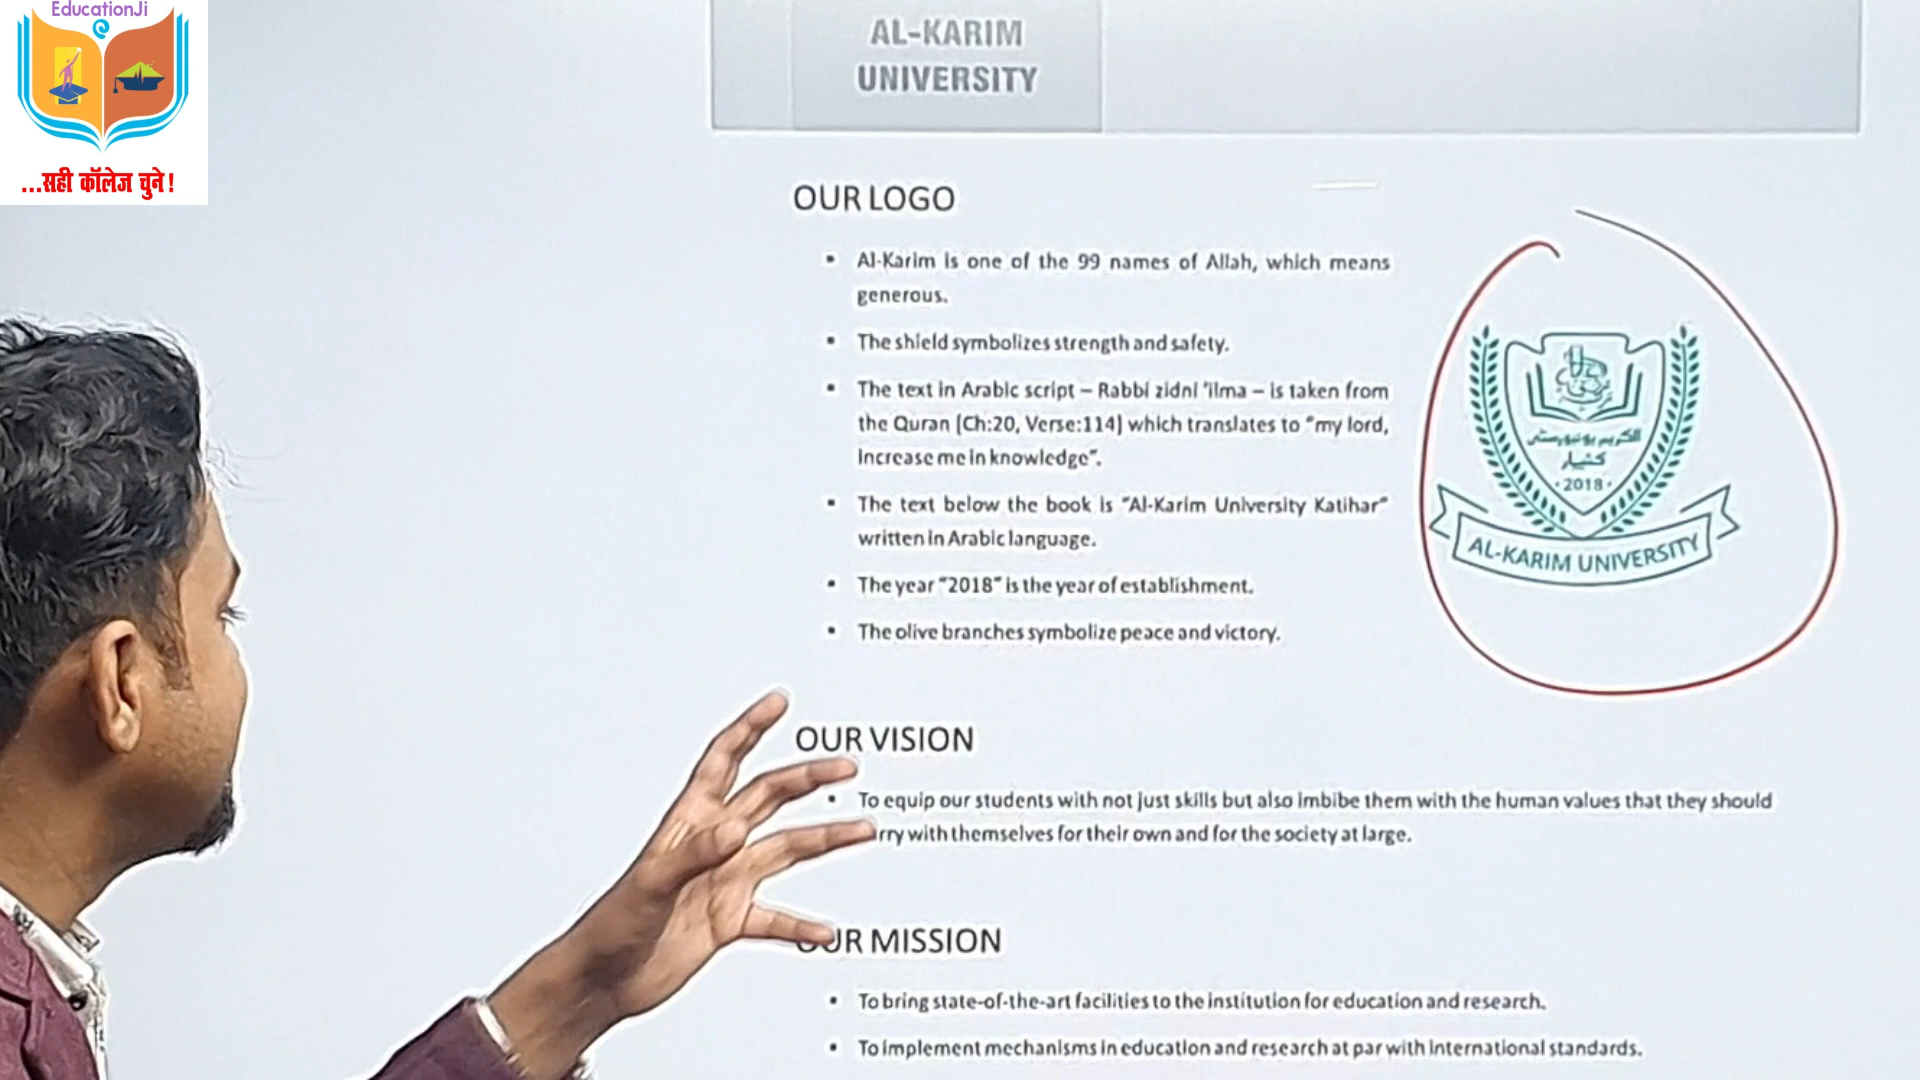 EducationJi
...सही कॉलेज चुने!
AL-KARIM
UNIVERSITY
OUR LOGO
▪ Al-Karim is one of the 99 names of Allah, which means
generous.
▪ The shield symbolizes strength and safety.
▪ The text in Arabic script – Rabbi zidni 'ilma – is taken from
the Quran [Ch:20, Verse:114] which translates to “my lord,
increase me in knowledge”.
▪ The text below the book is “Al-Karim University Katihar”
written in Arabic language.
▪ The year “2018” is the year of establishment.
▪ The olive branches symbolize peace and victory.
الكريم يونيورستى
كتيهار
2018
AL-KARIM UNIVERSITY
OUR VISION
▪ To equip our students with not just skills but also imbibe them with the human values that they should
rry with themselves for their own and for the society at large.
OUR MISSION
▪ To bring state-of-the-art facilities to the institution for education and research.
▪ To implement mechanisms in education and research at par with international standards.